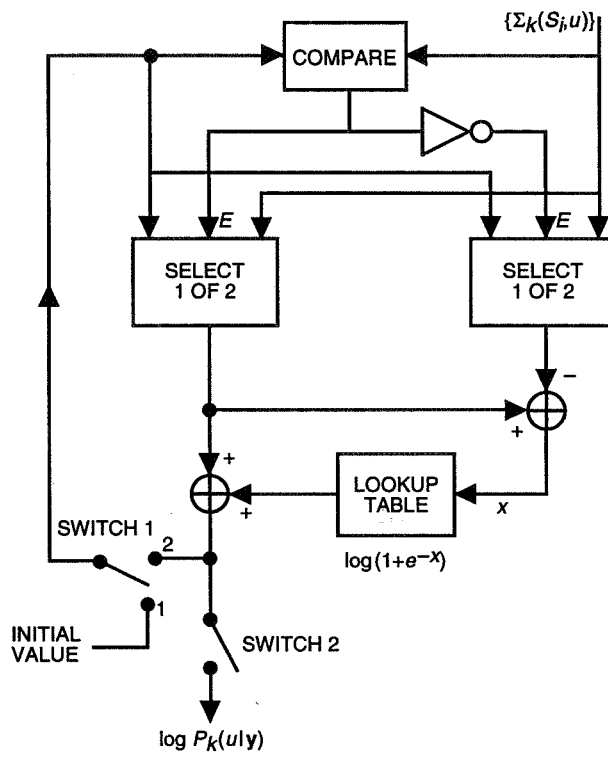 {Σk(Si,u)}
COMPARE
E
E
SELECT
1 OF 2
SELECT
1 OF 2
−
+
+
+
LOOKUP
TABLE
x
log (1+e−x)
SWITCH 1
2
1
INITIAL
VALUE
SWITCH 2
log Pk(u|y)